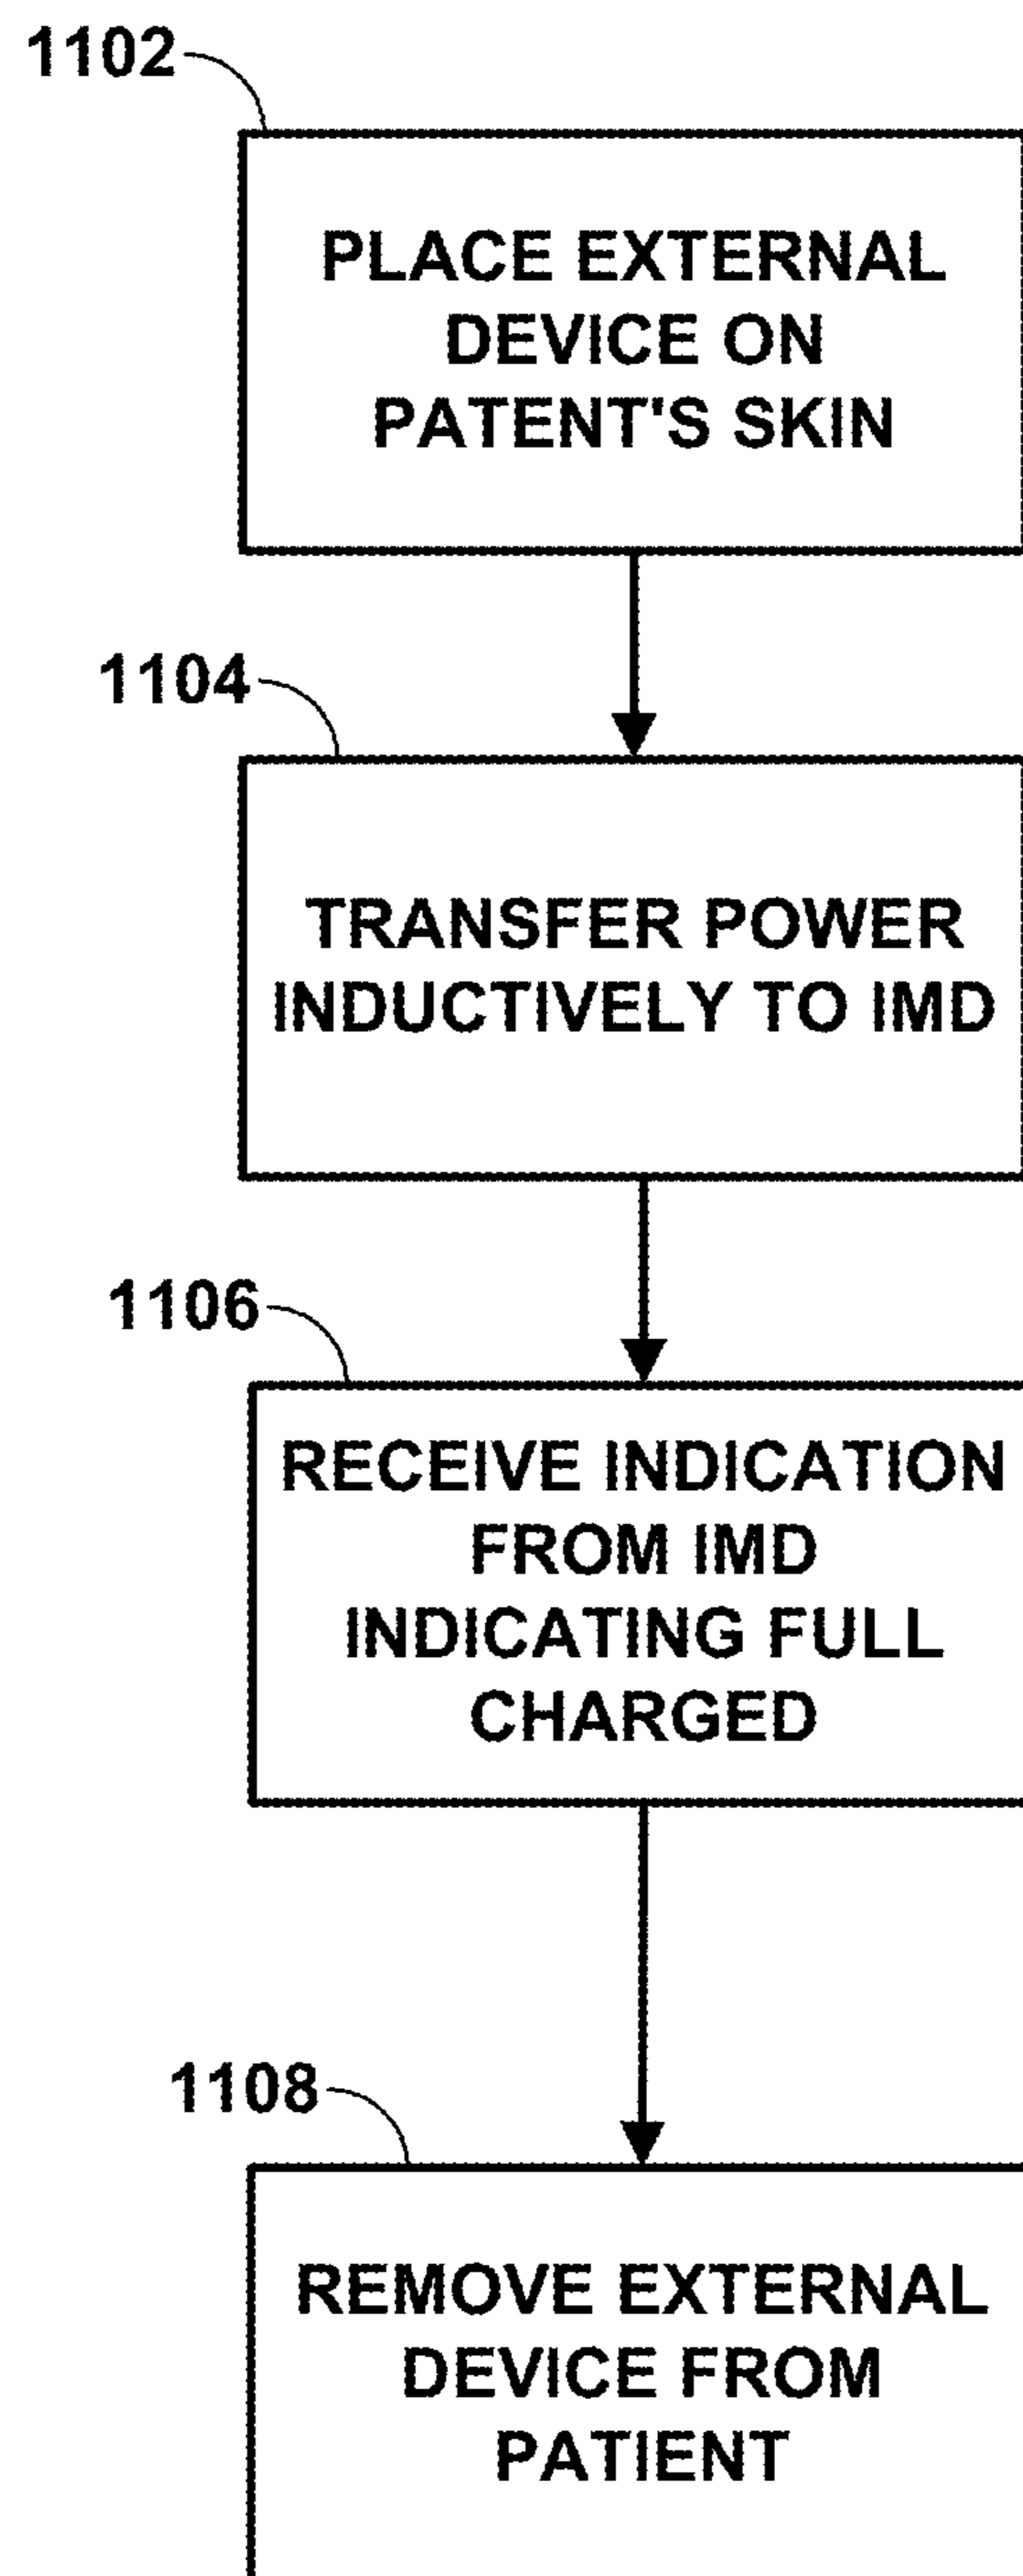 1102
PLACE EXTERNAL
DEVICE ON
PATENT'S SKIN
1104
TRANSFER POWER
INDUCTIVELY TO IMD
1106
RECEIVE INDICATION
FROM IMD
INDICATING FULL
CHARGED
1108
REMOVE EXTERNAL
DEVICE FROM
PATIENT